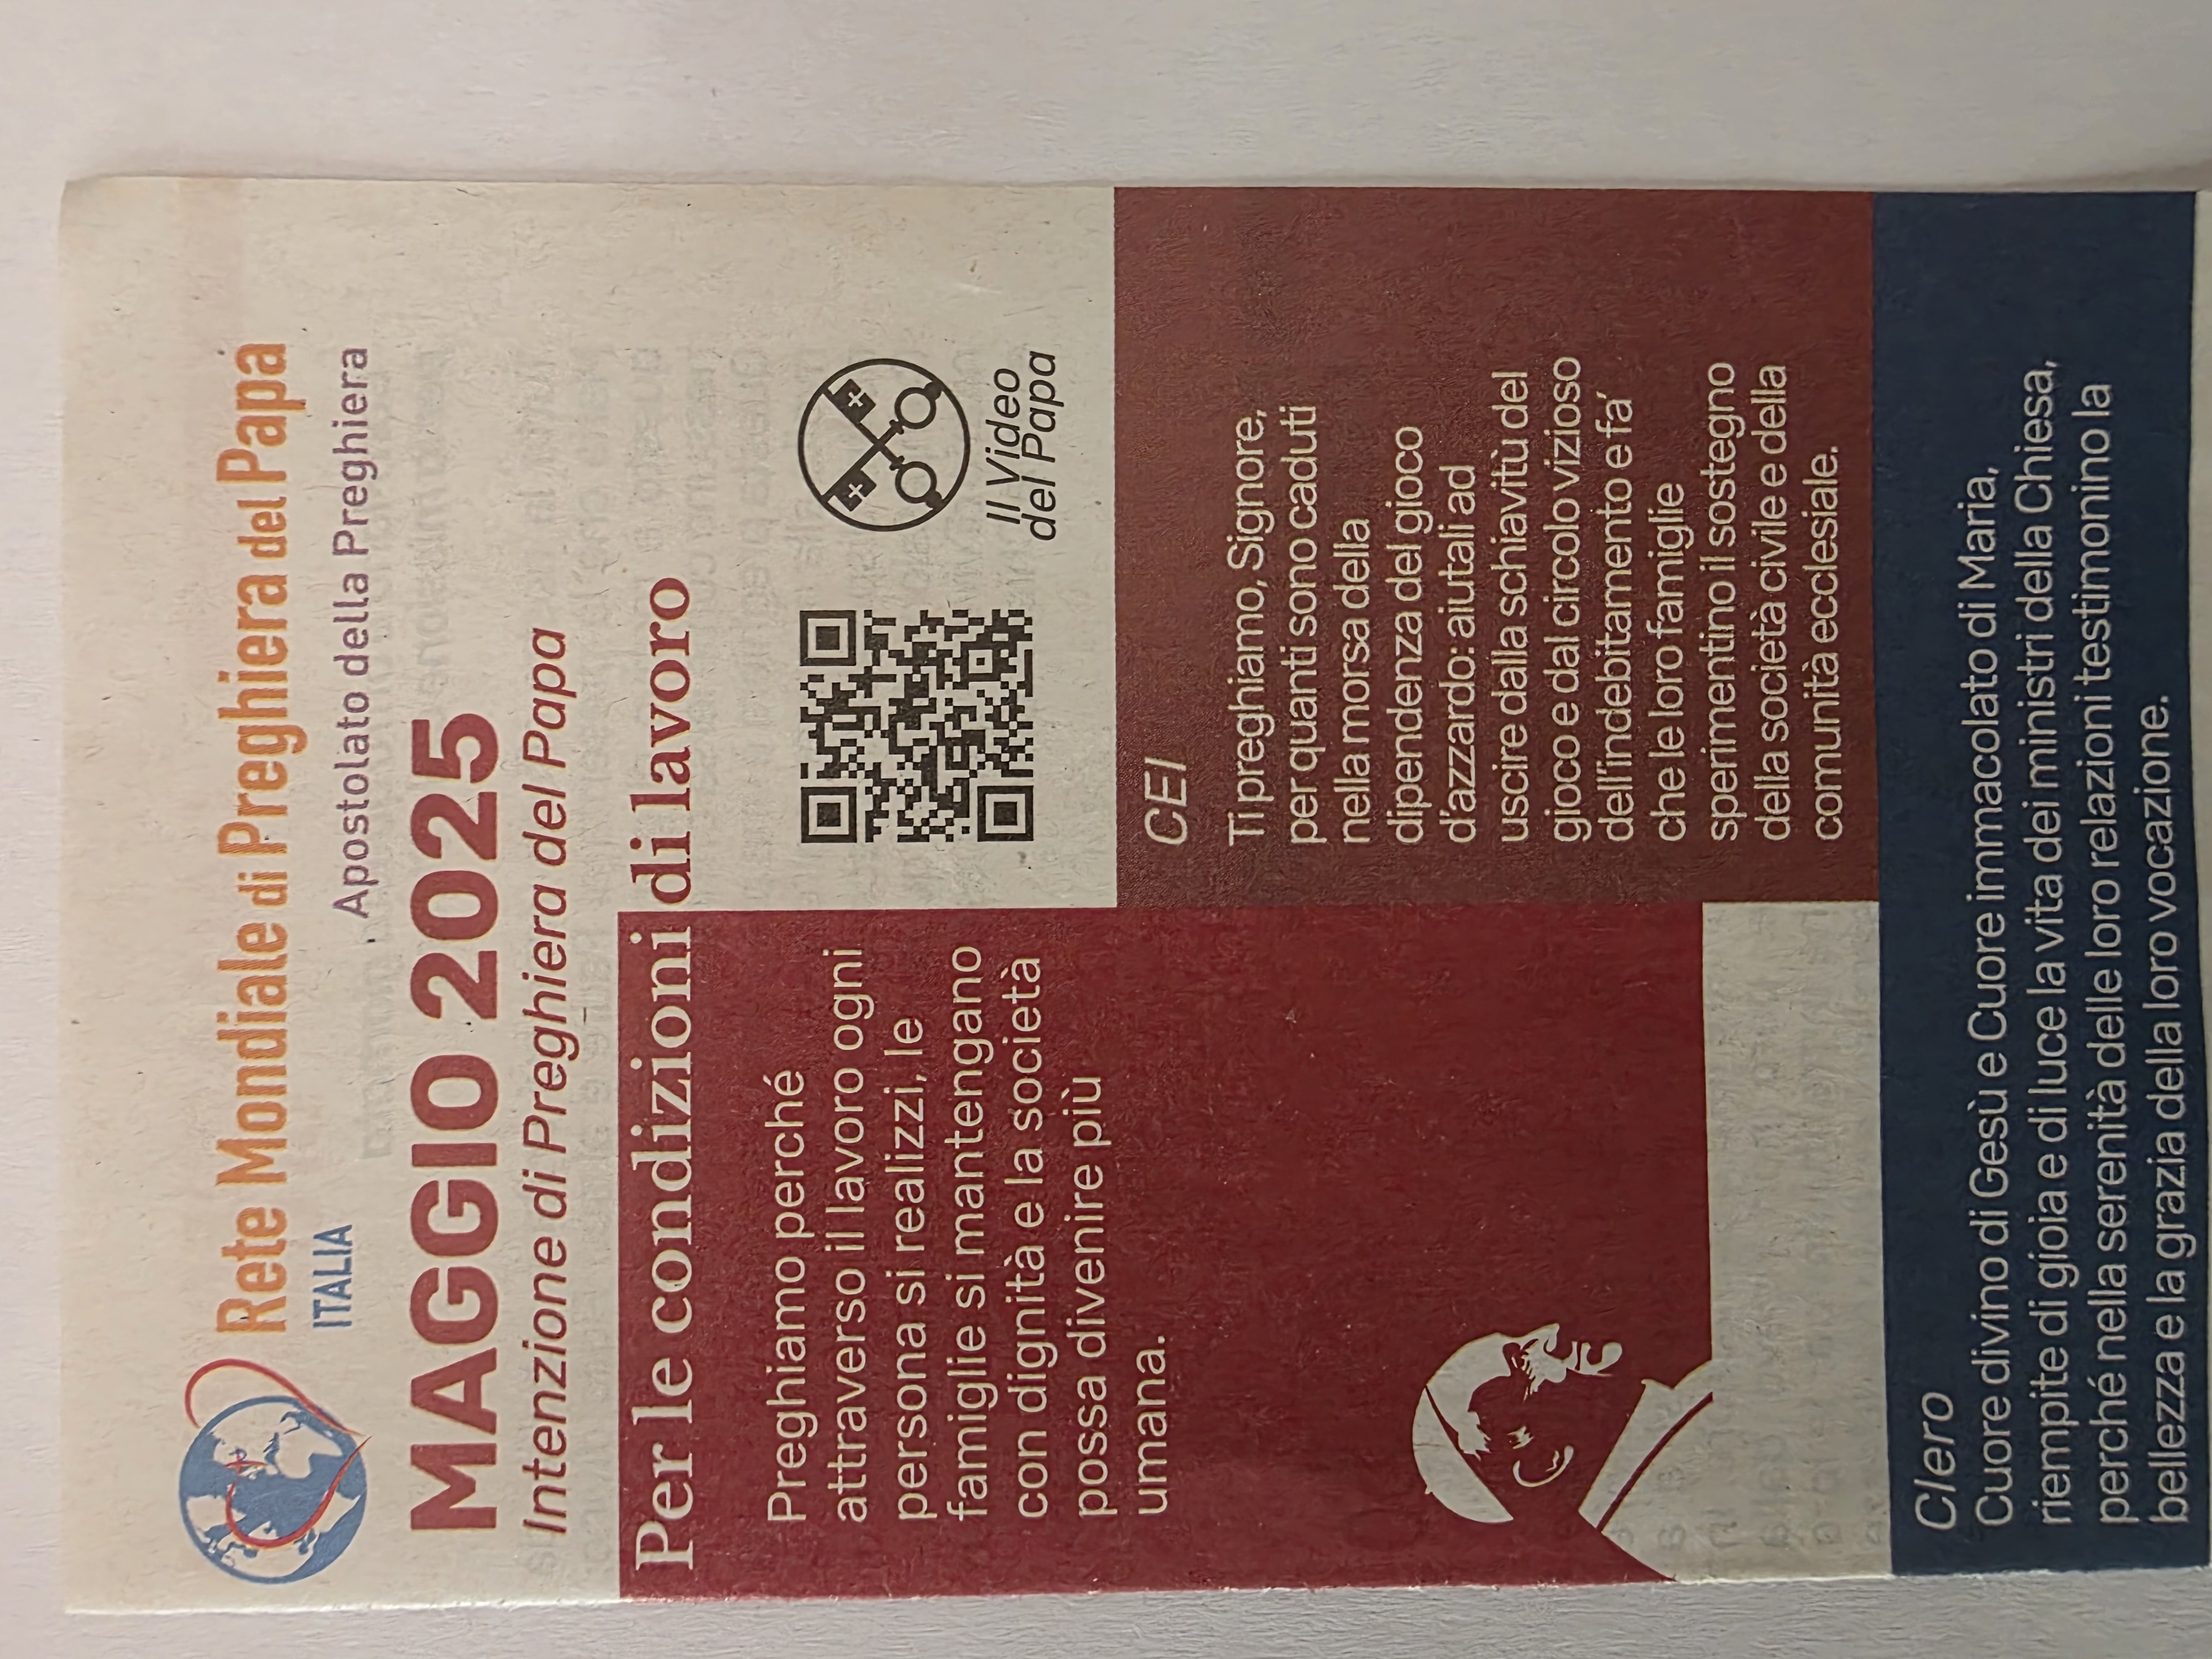 Rete Mondiale di Preghiera del Papa
ITALIA
Apostolato della Preghiera
MAGGIO 2025
Intenzione di Preghiera del Papa
Per le condizioni di lavoro
Preghiamo perché
attraverso il lavoro ogni
persona si realizzi, le
famiglie si mantengano
con dignità e la società
possa divenire più
umana.
Il Video
del Papa
CEI
Ti preghiamo, Signore,
per quanti sono caduti
nella morsa della
dipendenza del gioco
d'azzardo: aiutali ad
uscire dalla schiavitù del
gioco e dal circolo vizioso
dell'indebitamento e fa'
che le loro famiglie
sperimentino il sostegno
della società civile e della
comunità ecclesiale.
Clero
Cuore divino di Gesù e Cuore immacolato di Maria,
riempite di gioia e di luce la vita dei ministri della Chiesa,
perché nella serenità delle loro relazioni testimonino la
bellezza e la grazia della loro vocazione.